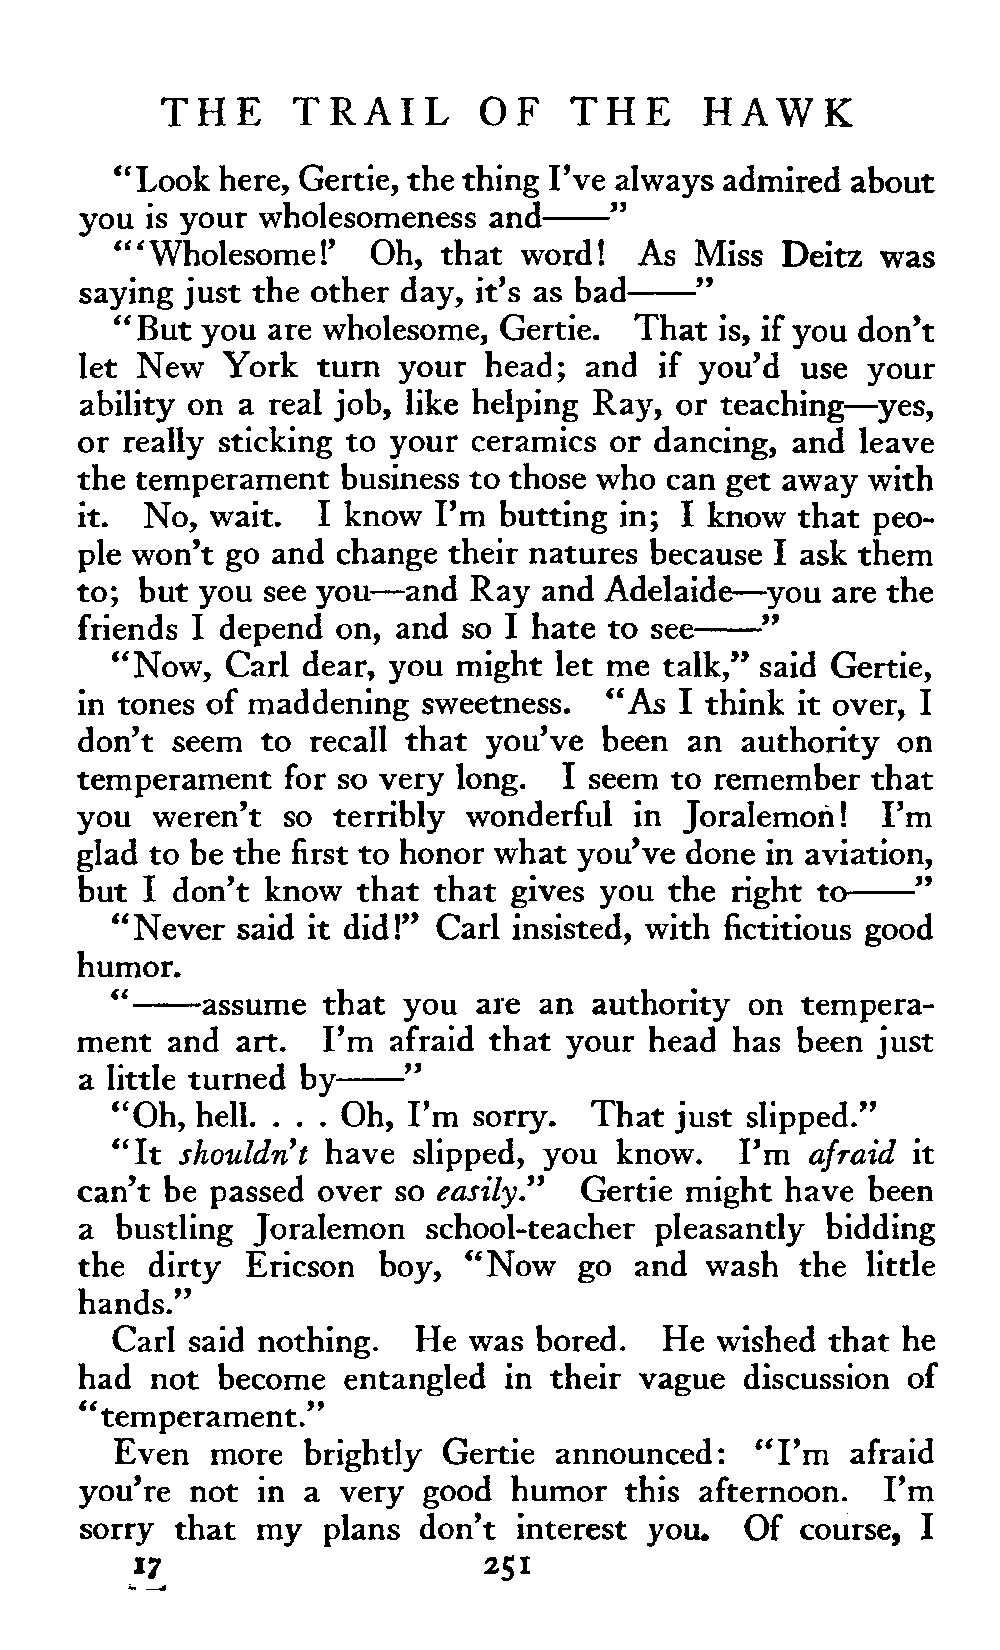 THE TRAIL OF THE HAWK
"Look here, Gertie, the thing I've always admired about
you is your wholesomeness and——"
"'Wholesome!' Oh, that word! As Miss Deitz was
saying just the other day, it's as bad——"
"But you are wholesome, Gertie. That is, if you don't
let New York turn your head; and if you'd use your
ability on a real job, like helping Ray, or teaching—yes,
or really sticking to your ceramics or dancing, and leave
the temperament business to those who can get away with
it. No, wait. I know I'm butting in; I know that peo-
ple won't go and change their natures because I ask them
to; but you see you—and Ray and Adelaide—you are the
friends I depend on, and so I hate to see——"
"Now, Carl dear, you might let me talk," said Gertie,
in tones of maddening sweetness. "As I think it over, I
don't seem to recall that you've been an authority on
temperament for so very long. I seem to remember that
you weren't so terribly wonderful in Joralemon! I'm
glad to be the first to honor what you've done in aviation,
but I don't know that that gives you the right to——"
"Never said it did!" Carl insisted, with fictitious good
humor.
"——assume that you are an authority on tempera-
ment and art. I'm afraid that your head has been just
a little turned by——"
"Oh, hell. . . . Oh, I'm sorry. That just slipped."
"It shouldn't have slipped, you know. I'm afraid it
can't be passed over so easily." Gertie might have been
a bustling Joralemon school-teacher pleasantly bidding
the dirty Ericson boy, "Now go and wash the little
hands."
Carl said nothing. He was bored. He wished that he
had not become entangled in their vague discussion of
"temperament."
Even more brightly Gertie announced: "I'm afraid
you're not in a very good humor this afternoon. I'm
sorry that my plans don't interest you. Of course, I
17 251